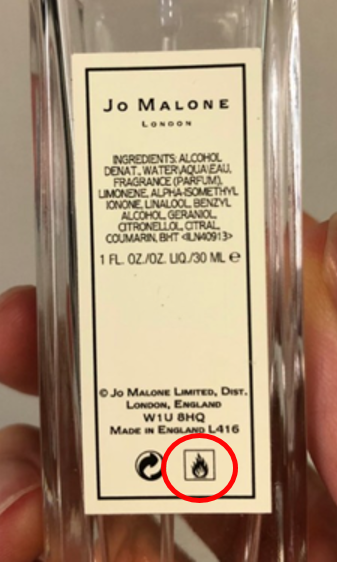 JO MALONE
LONDON
INGREDIENTS: ALCOHOL
DENAT., WATER\AQUA\EAU,
FRAGRANCE (PARFUM),
LIMONENE, ALPHA-ISOMETHYL
IONONE, LINALOOL, BENZYL
ALCOHOL, GERANIOL,
CITRONELLOL, CITRAL,
COUMARIN, BHT <ILN40913>
1 FL. OZ./OZ. LIQ./30 ML ℮
© JO MALONE LIMITED, DIST.
LONDON, ENGLAND
W1U 8HQ
MADE IN ENGLAND L416